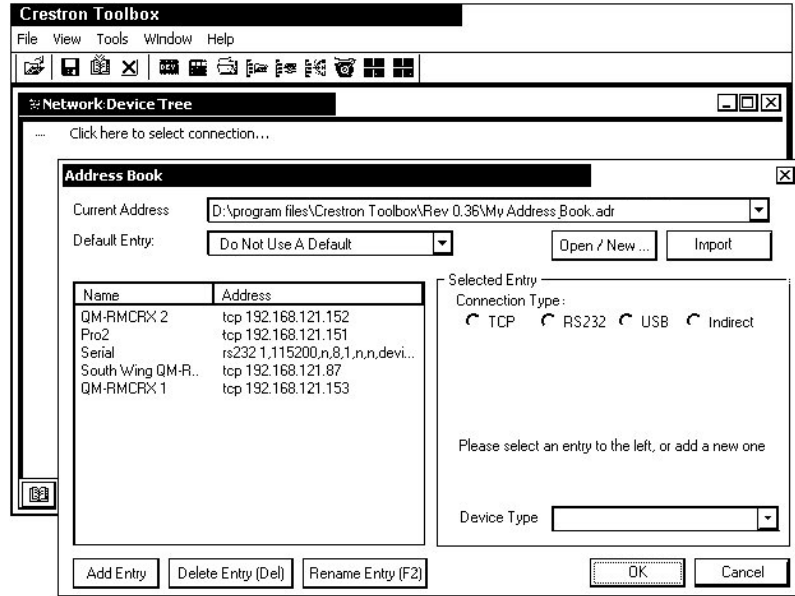 Crestron Toolbox
File View Tools Window Help
DEV
Network:Device Tree
Click here to select connection...
Address Book
Current Address D:\program files\Crestron Toolbox\Rev 0.36\My Address_Book.adr
Default Entry: Do Not Use A Default Open / New ... Import
Selected Entry
Name Address Connection Type:
QM-RMCRX 2 tcp 192.168.121.152 TCP RS232 USB Indirect
Pro2 tcp 192.168.121.151
Serial rs232 1,115200,n,8,1,n,n,devi...
South Wing QM-R.. tcp 192.168.121.87
QM-RMCRX 1 tcp 192.168.121.153
Please select an entry to the left, or add a new one
Device Type
Add Entry Delete Entry (Del) Rename Entry (F2) OK Cancel